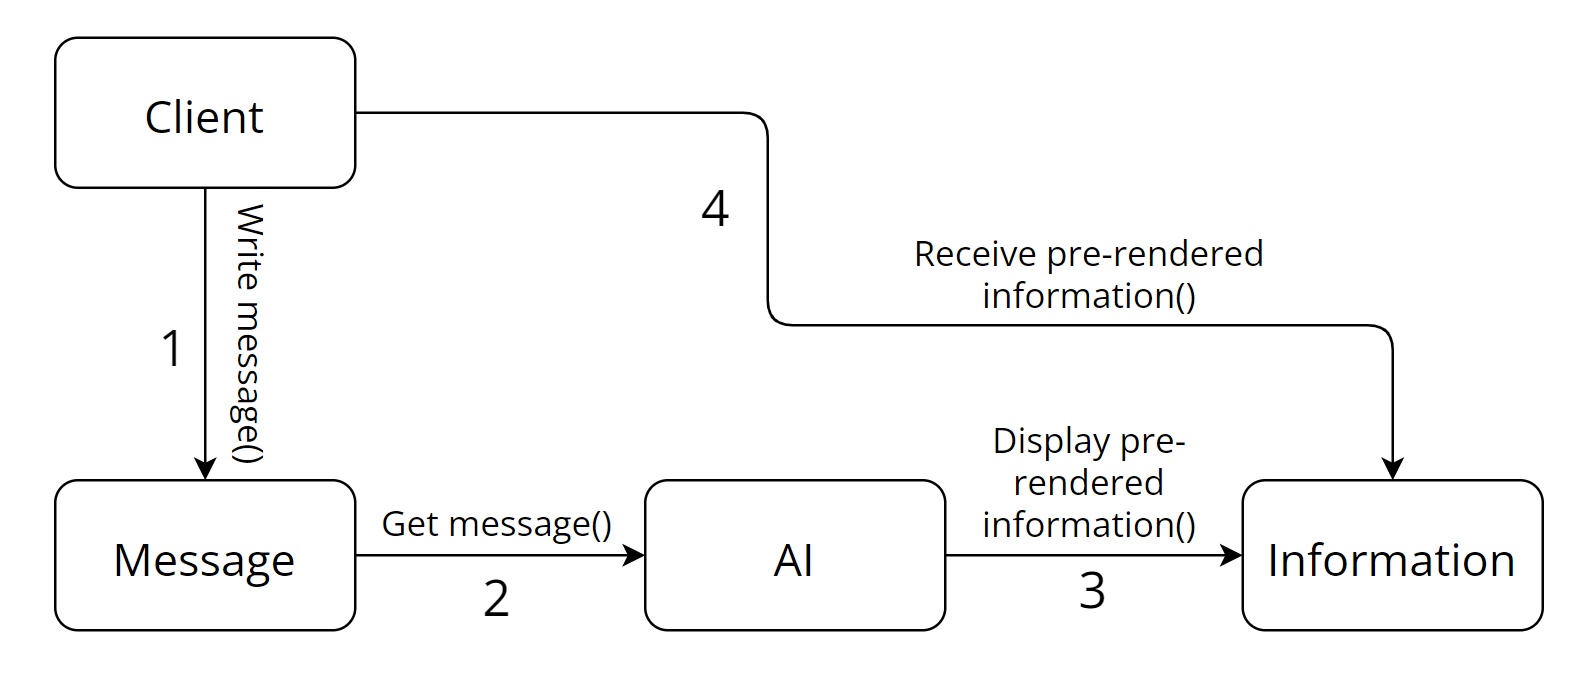 Client
Write message()
1
4
Receive pre-rendered
information()
Message
Get message()
2
AI
Display pre-
rendered
information()
3
Information